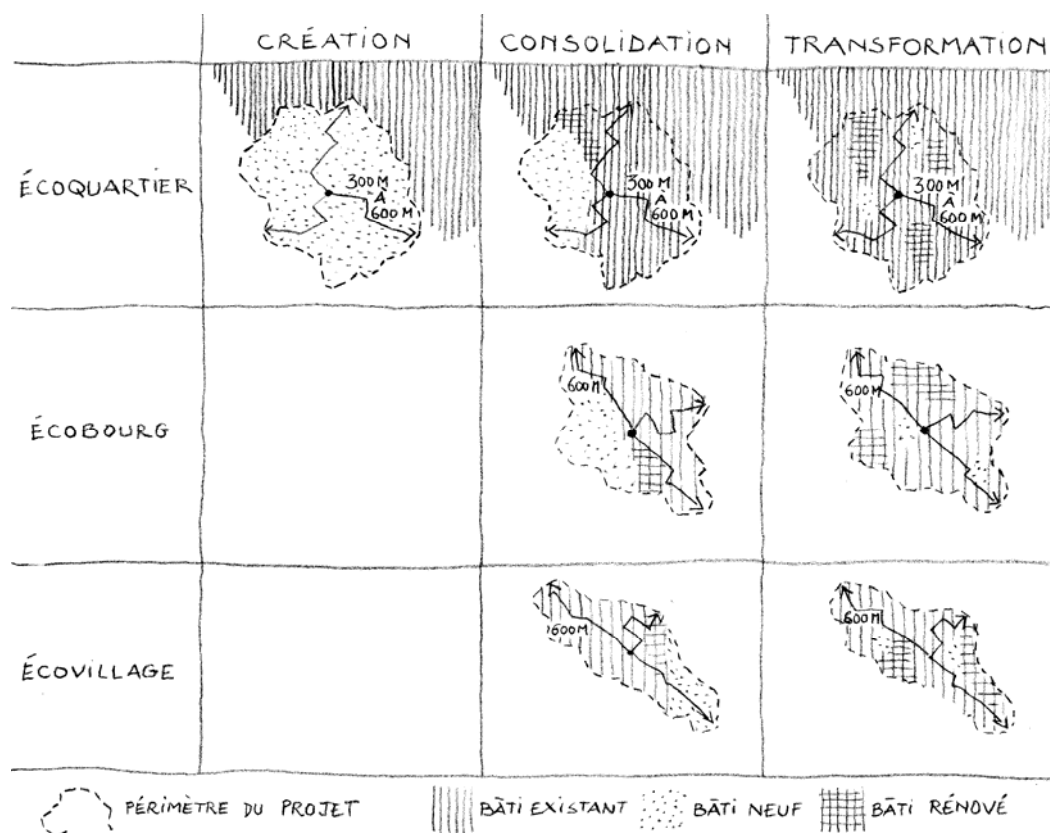 CRÉATION
CONSOLIDATION
TRANSFORMATION
ÉCOQUARTIER
300 M
A
600 M
300 M
A
600 M
300 M
A
600 M
ÉCOBOURG
600 M
600 M
ÉCOVILLAGE
600 M
600 M
PÉRIMÈTRE DU PROJET
BÂTI EXISTANT
BÂTI NEUF
BÂTI RÉNOVÉ